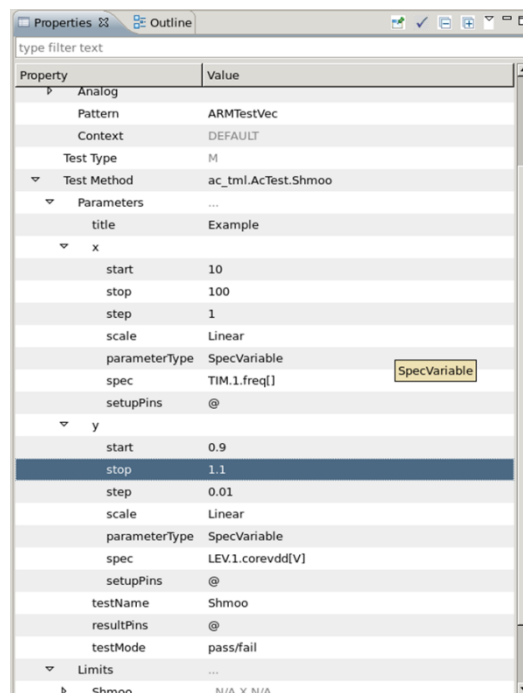 Properties Outline
type filter text
Property Value
Analog
Pattern ARMTestVec
Context DEFAULT
Test Type M
Test Method ac_tml.AcTest.Shmoo
Parameters ...
title Example
x
start 10
stop 100
step 1
scale Linear
parameterType SpecVariable
SpecVariable
spec TIM.1.freq[]
setupPins @
y
start 0.9
stop 1.1
step 0.01
scale Linear
parameterType SpecVariable
spec LEV.1.corevdd[V]
setupPins @
testName Shmoo
resultPins @
testMode pass/fail
Limits ...
Shmoo N/A X N/A